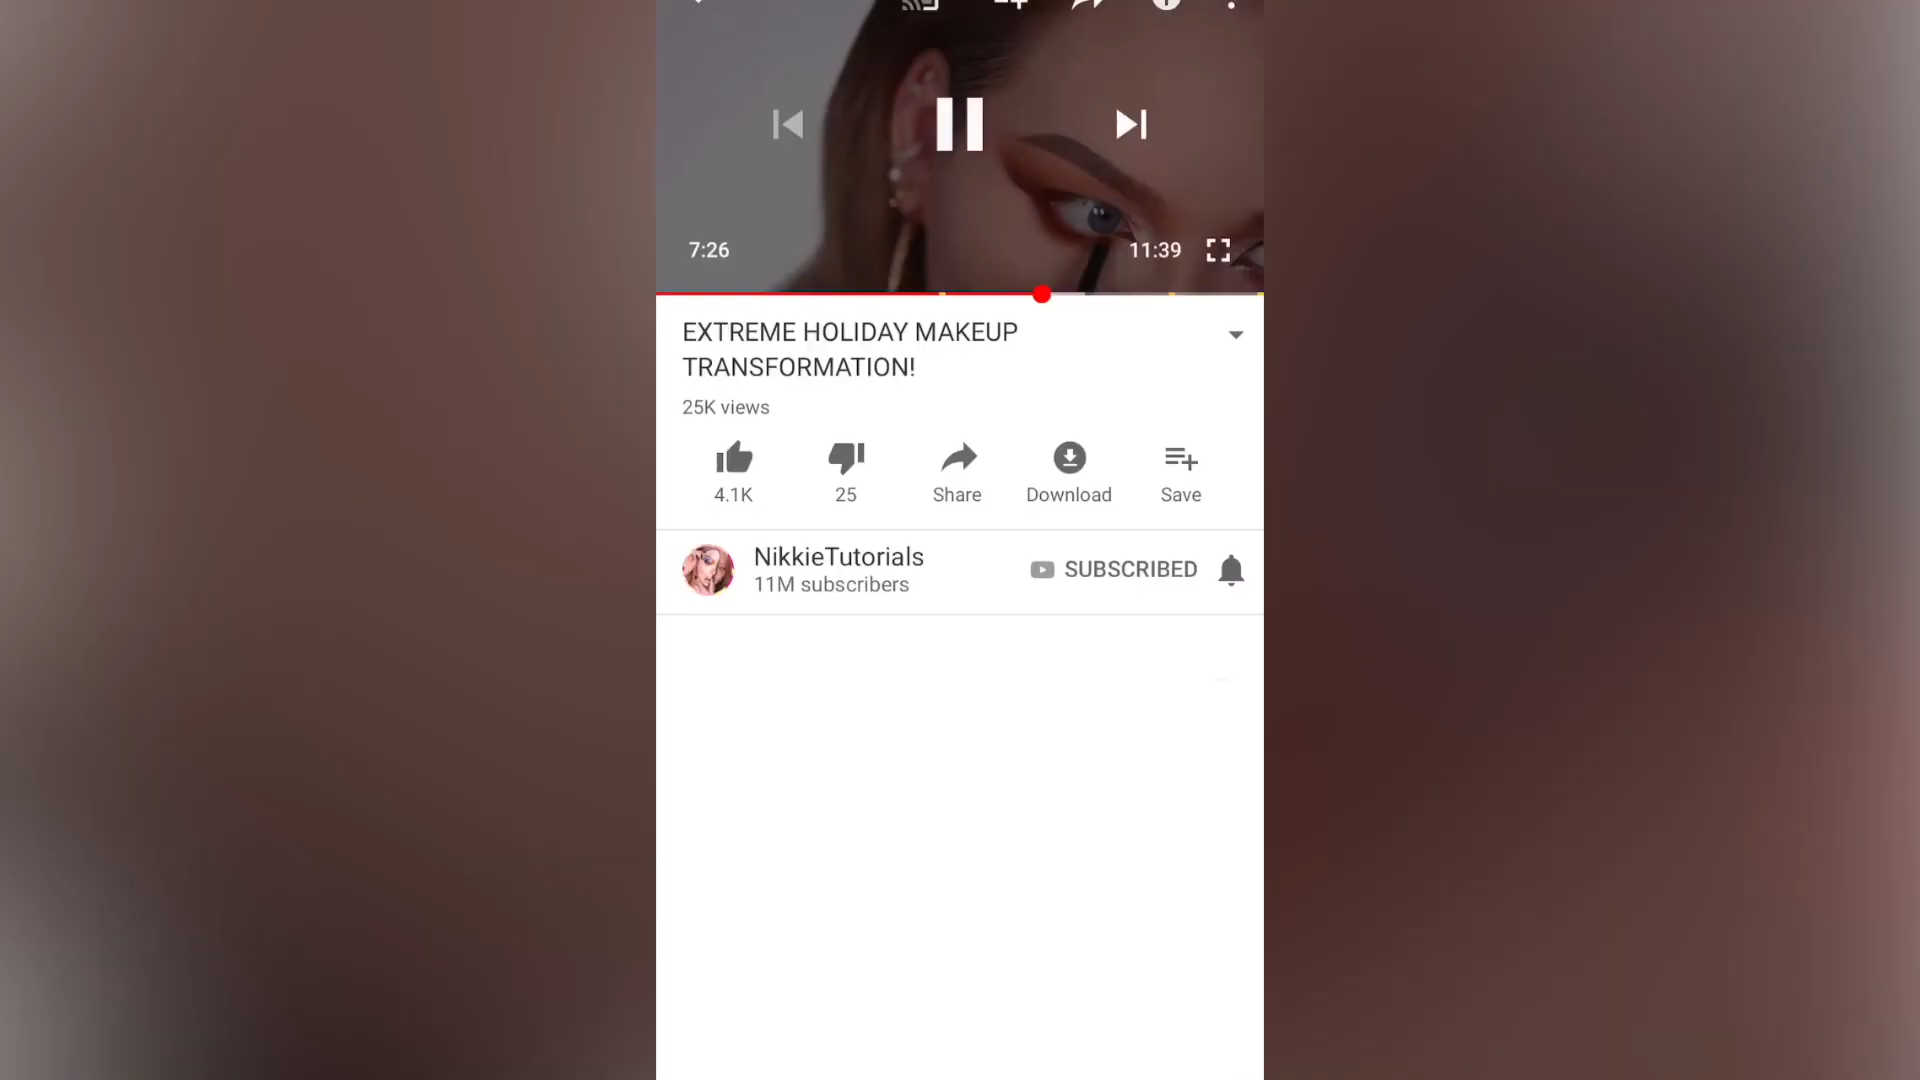 7:26
11:39
EXTREME HOLIDAY MAKEUP
TRANSFORMATION!
25K views
4.1K
25
Share
Download
Save
NikkieTutorials
11M subscribers
SUBSCRIBED